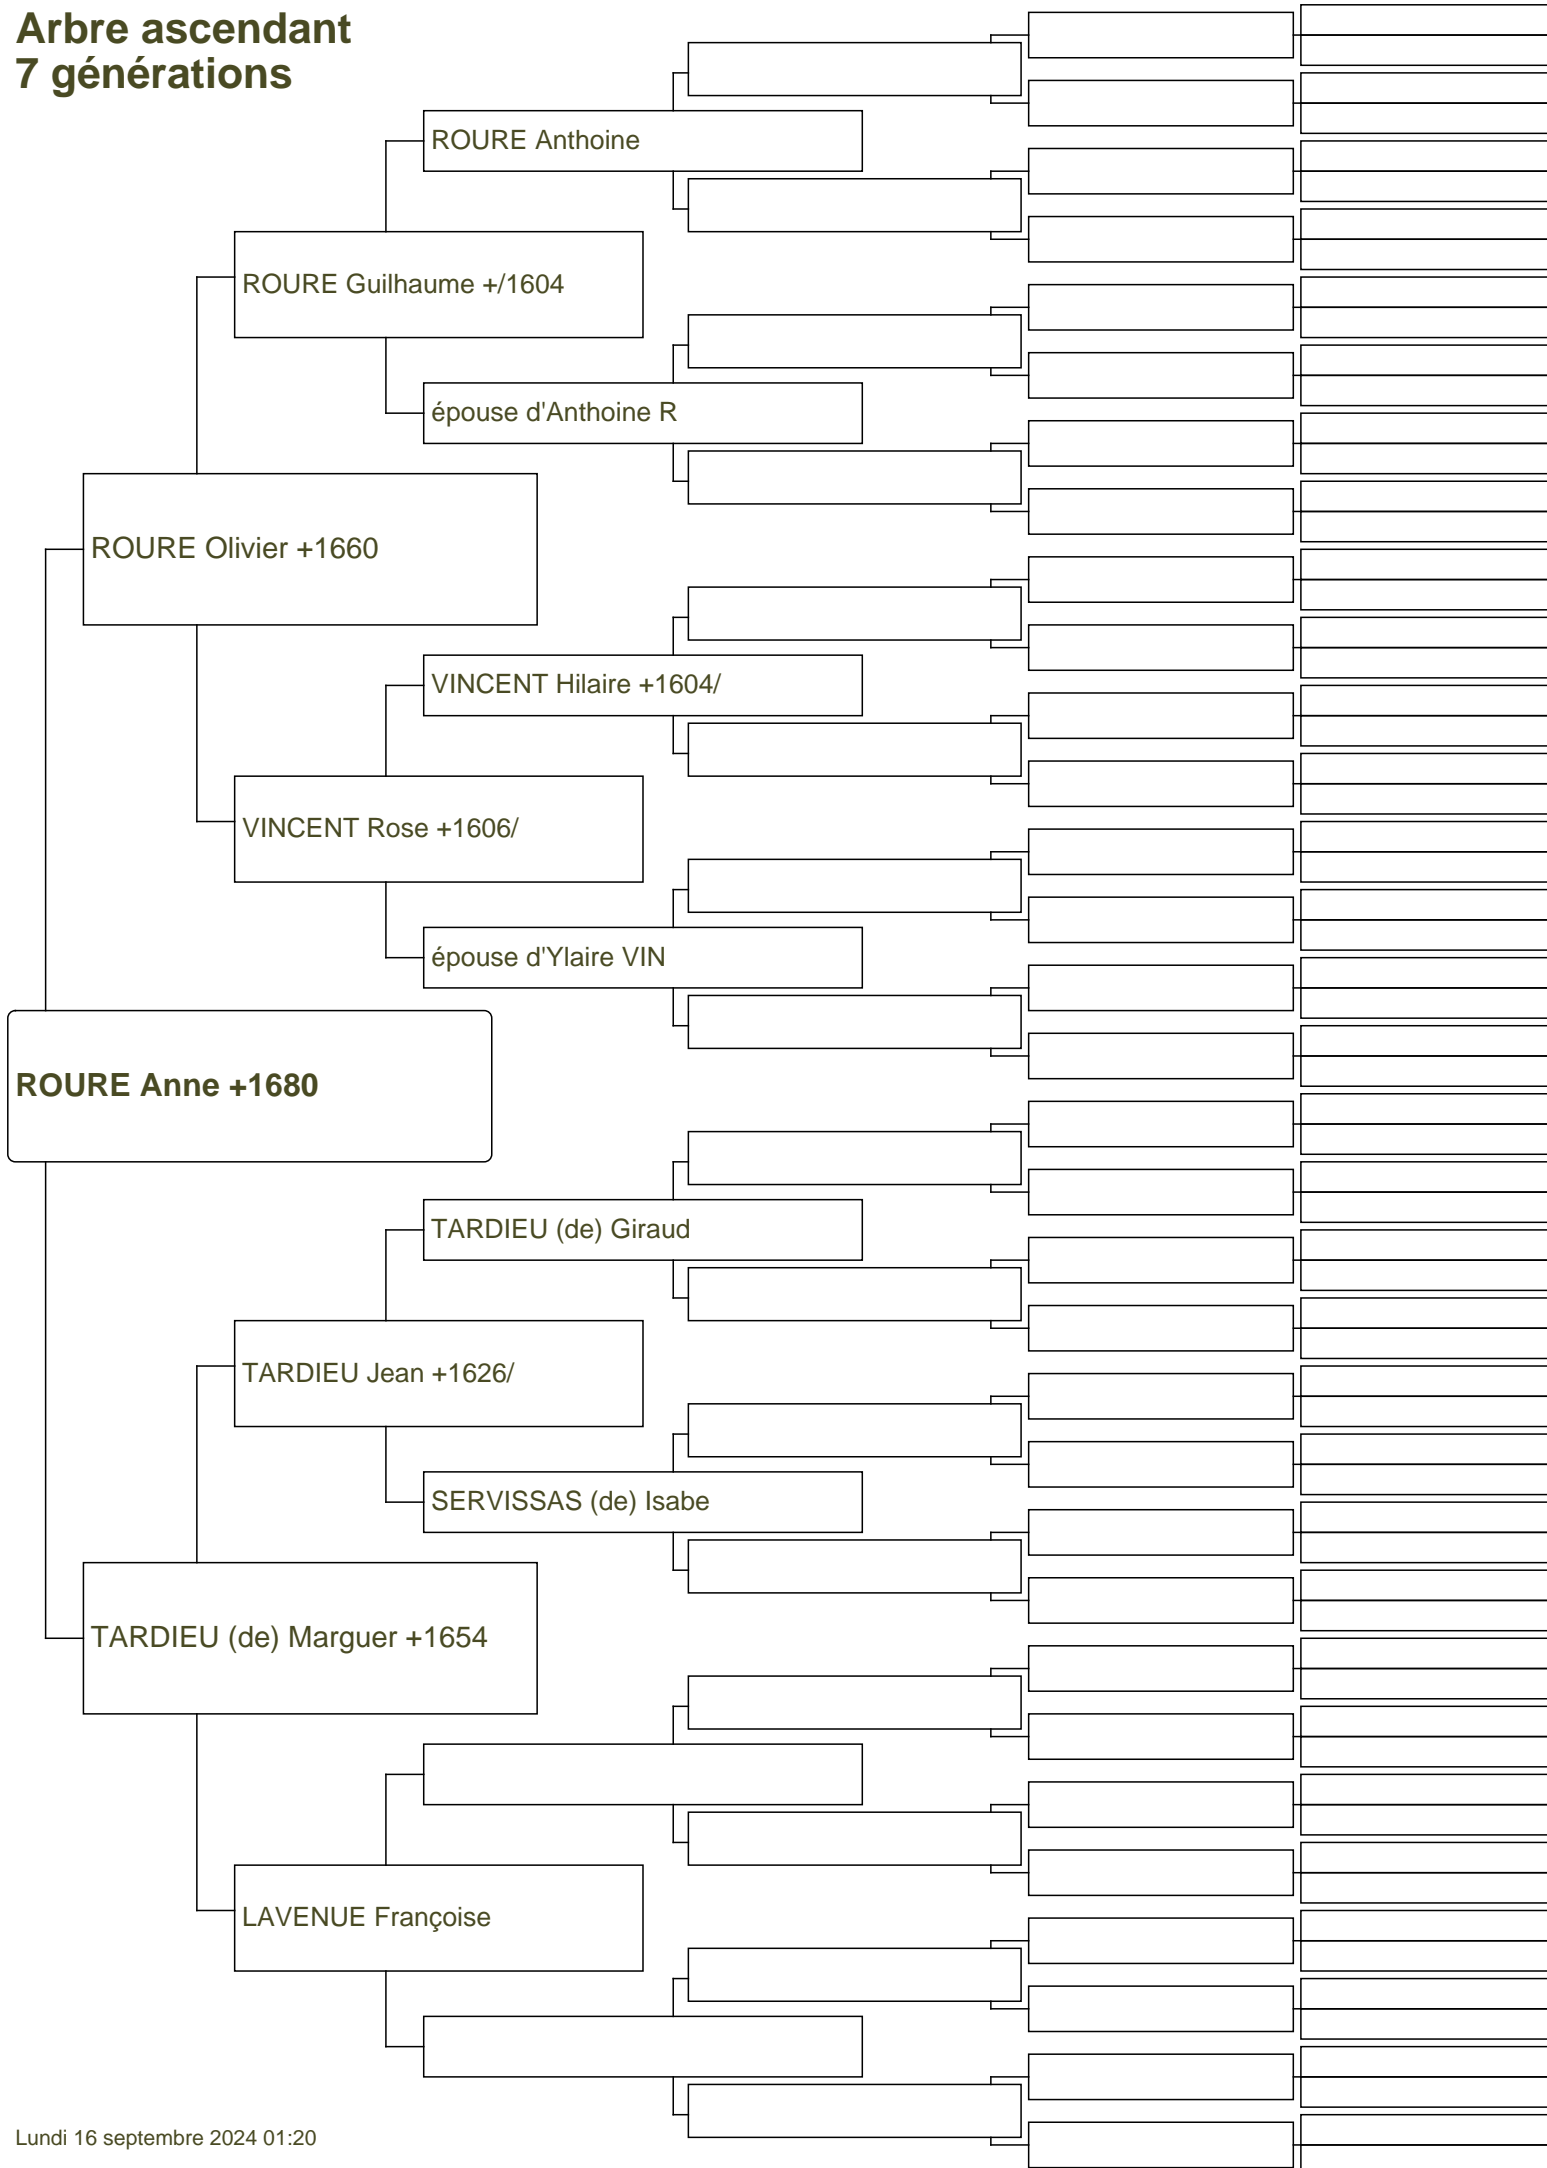 Arbre ascendant
7 générations
ROURE Anthoine
ROURE Guilhaume +/1604
épouse d'Anthoine R
ROURE Olivier +1660
VINCENT Hilaire +1604/
VINCENT Rose +1606/
épouse d'Ylaire VIN
ROURE Anne +1680
TARDIEU (de) Giraud
TARDIEU Jean +1626/
SERVISSAS (de) Isabe
TARDIEU (de) Marguer +1654
LAVENUE Françoise
Lundi 16 septembre 2024 01:20